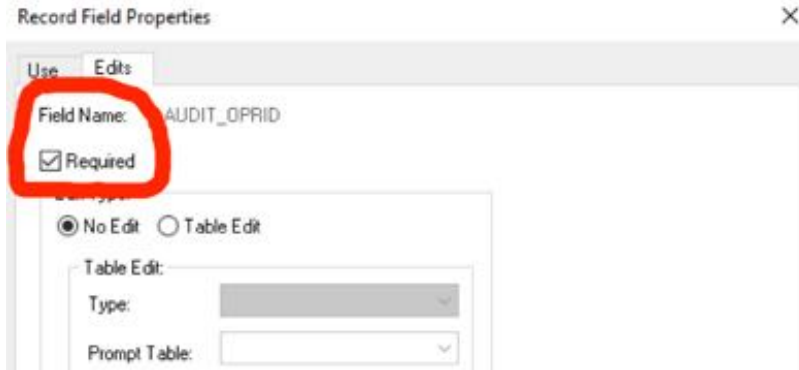 Record Field Properties
Use Edits
Field Name: AUDIT_OPRID
Required
No Edit Table Edit
Table Edit:
Type:
Prompt Table: